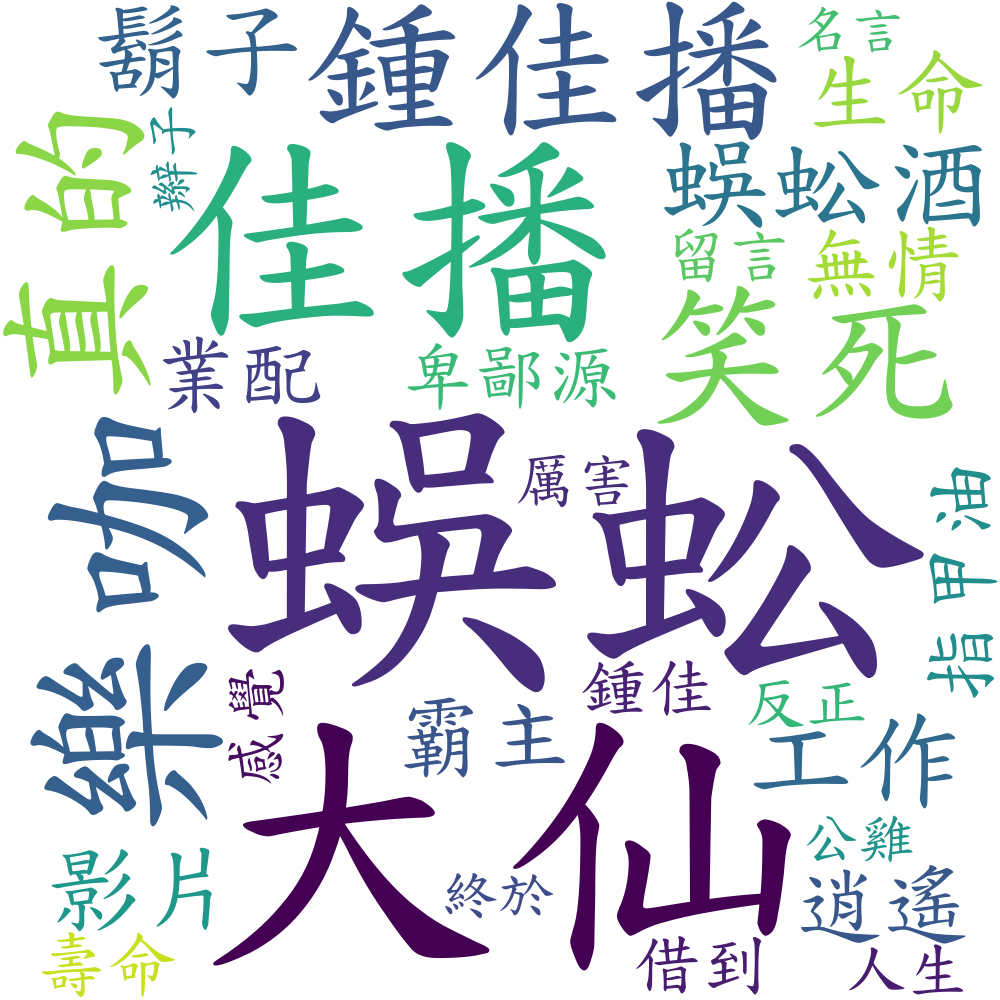 鬍子
鍾佳播
名言
生命
真的
辮子
佳播
蜈蚣酒
留言
無情
笑死
業配
卑鄙源
樂咖
蜈蚣
厲害
指甲油
感覺
鍾佳
霸主
反正
工作
大仙
影片
公雞
終於
逍遙
壽命
借到
人生